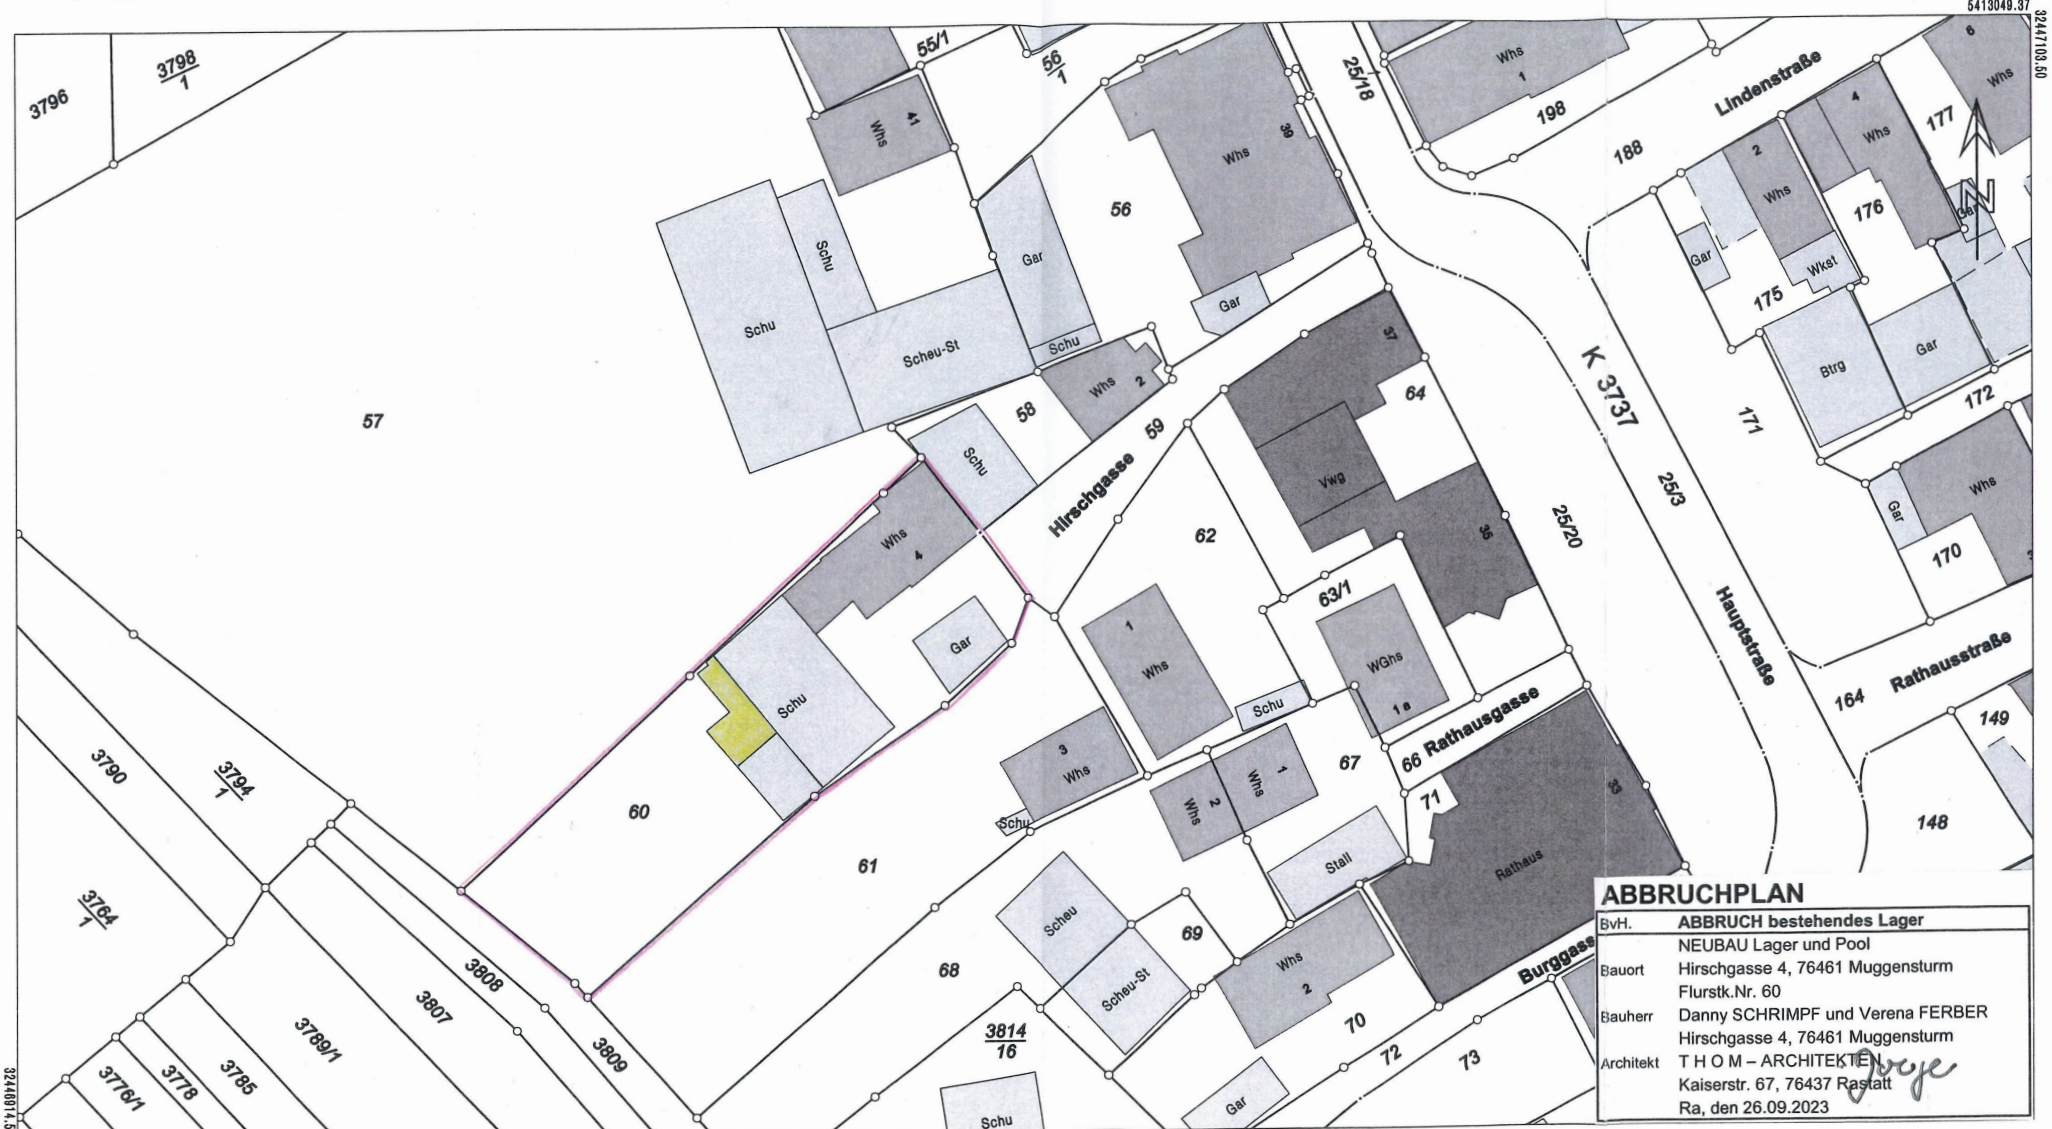 5413049.37
32447103.50
3796
3798
1
55/1
56
1
Whs
41
Schu
Schu
Scheu-St
Gar
Schu
56
Whs
39
Gar
25/18
Whs
1
198
188
Lindenstraße
2
Whs
4
Whs
177
6
Whs
176
Gar
N
Gar
Wkst
175
Btrg
Gar
172
171
Whs
Gar
170
57
58
Whs
2
Schu
59
Hirschgasse
37
64
Vwg
35
K 3737
25/3
25/20
Hauptstraße
62
63/1
Whs
4
Gar
Schu
60
1
Whs
Schu
WGhs
1a
66 Rathausgasse
67
71
33
Rathaus
164
Rathausstraße
149
148
3
Whs
Schu
2
Whs
1
Whs
Stall
61
68
Scheu
Scheu-St
69
Whs
2
70
72
73
Burggass
3814
16
Schu
Gar
3790
3794
1
3764
1
3808
3807
3809
3789/1
3785
3778
3776/1
32446914.5
ABBRUCHPLAN
BvH. ABBRUCH bestehendes Lager
NEUBAU Lager und Pool
Bauort Hirschgasse 4, 76461 Muggensturm
Flurstk.Nr. 60
Bauherr Danny SCHRIMPF und Verena FERBER
Hirschgasse 4, 76461 Muggensturm
Architekt T H O M – ARCHITEKTEN
Kaiserstr. 67, 76437 Rastatt
Ra, den 26.09.2023